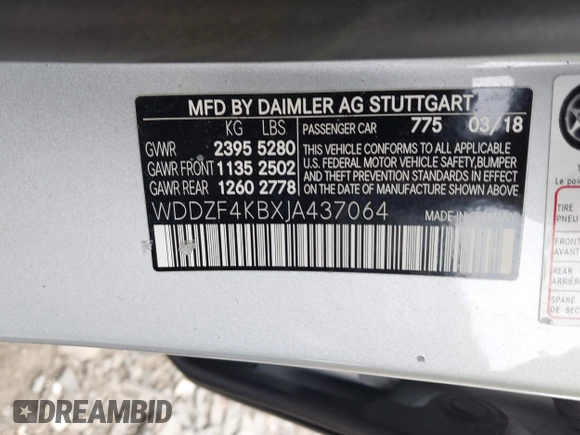 MFD BY DAIMLER AG STUTTGART
KG LBS
GVWR 2395 5280
GAWR FRONT 1135 2502
GAWR REAR 1260 2778
PASSENGER CAR 775 03/18
THIS VEHICLE CONFORMS TO ALL APPLICABLE
U.S. FEDERAL MOTOR VEHICLE SAFETY, BUMPER
AND THEFT PREVENTION STANDARDS IN EFFECT
ON THE DATE OF MANUFACTURE SHOWN ABOVE.
WDDZF4KBXJA437064
MADE IN
TIRE
PNEU
FRONT
AVANT
REAR
ARRIÈRE
SPARE
DE SEC
DREAMBID